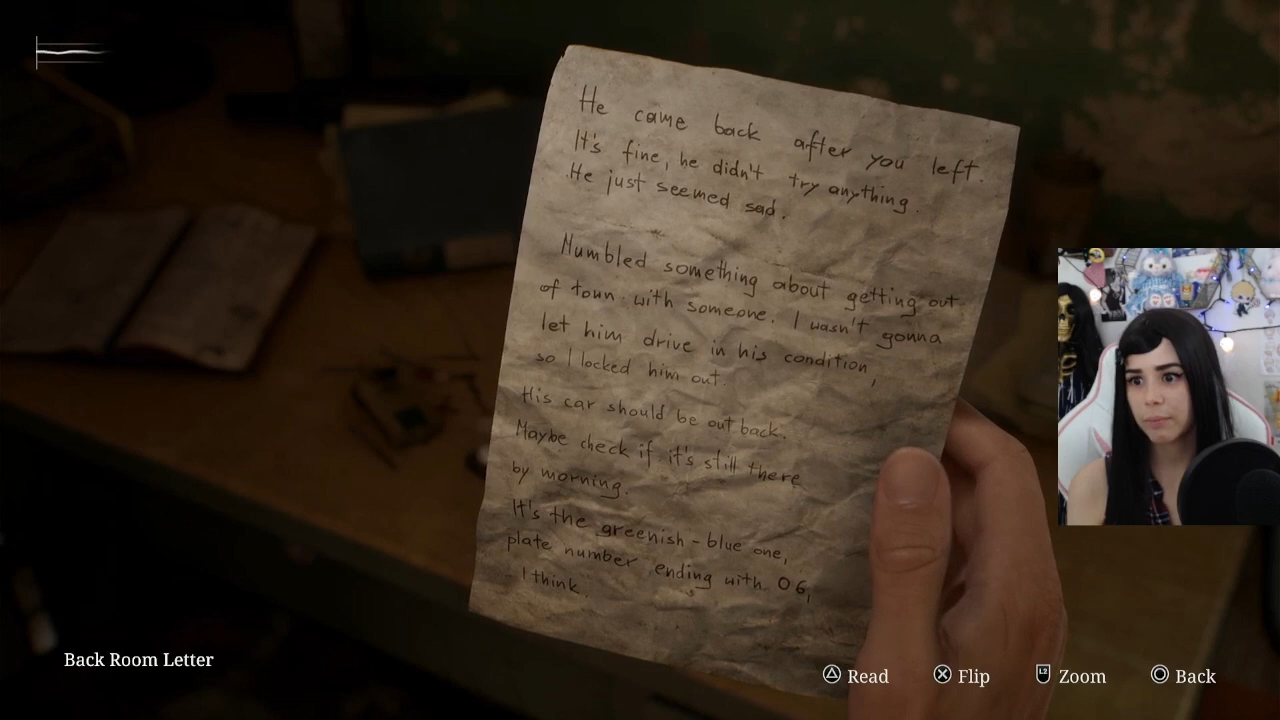 He came back after you left.
It's fine, he didn't try anything.
He just seemed sad.
Mumbled something about getting out
of town with someone. I wasn't gonna
let him drive in his condition,
so I locked him out.
His car should be out back.
Maybe check if it's still there
by morning.
It's the greenish-blue one,
plate number ending with 06,
I think.
Back Room Letter
Read
Flip
L2 Zoom
Back